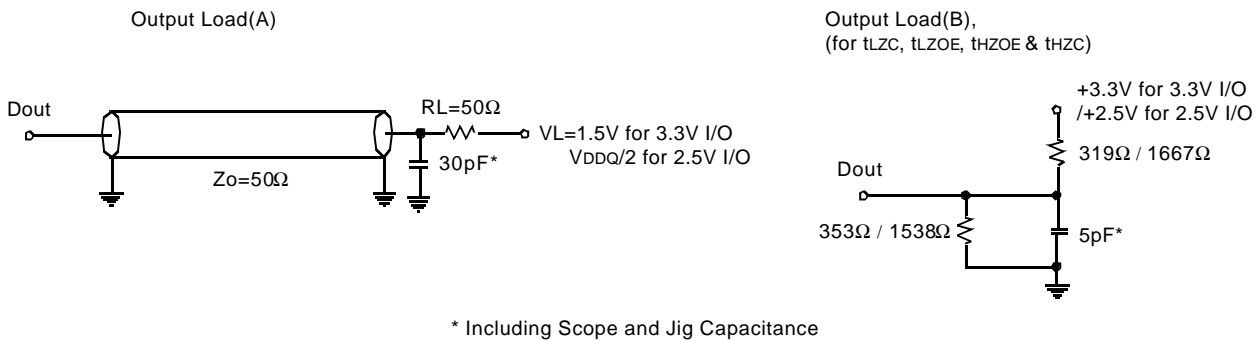 Output Load(A)
Dout
Zo=50Ω
RL=50Ω
30pF*
VL=1.5V for 3.3V I/O
VDDQ/2 for 2.5V I/O
Output Load(B),
(for tLZC, tLZOE, tHZOE & tHZC)
+3.3V for 3.3V I/O
/+2.5V for 2.5V I/O
319Ω / 1667Ω
Dout
353Ω / 1538Ω
5pF*
* Including Scope and Jig Capacitance